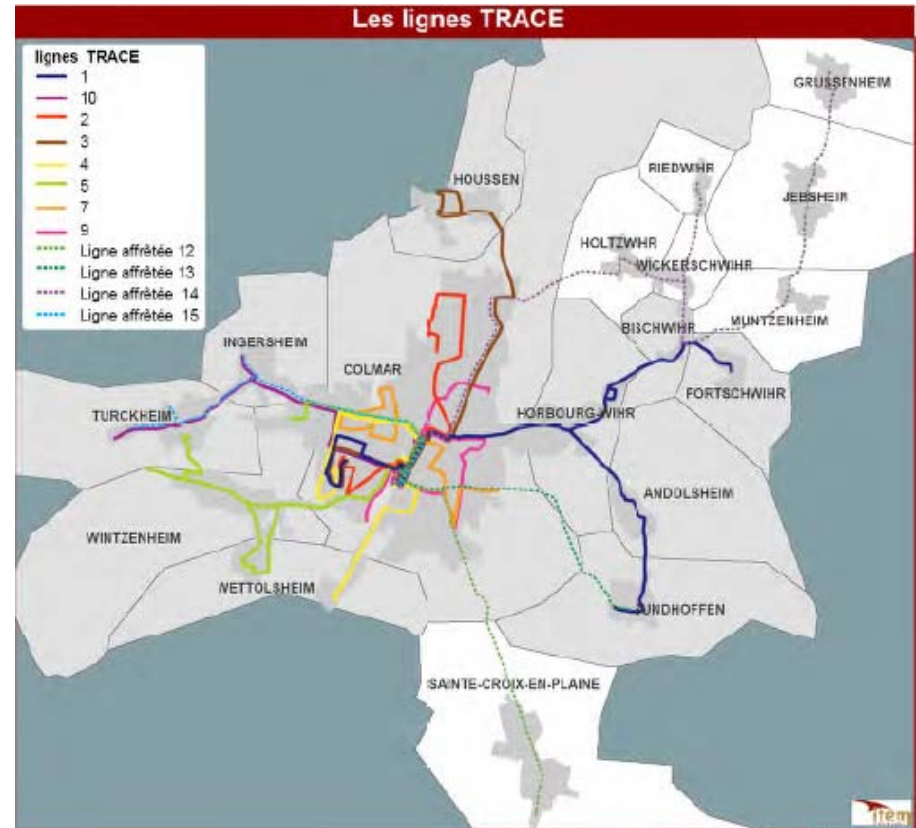 Les lignes TRACE
lignes TRACE
1
10
2
3
4
5
7
9
Ligne affrêtée 12
Ligne affrêtée 13
Ligne affrêtée 14
Ligne affrêtée 15
GRUSSENHEIM
RIEDWIHR
HOUSSEN
JEBSHEIM
HOLTZWHR
WICKERSCHWIHR
MUNTZENHEIM
BISCHWIHR
INGERSHEIM
COLMAR
FORTSCHWIHR
TURCKHEIM
HORBOURG-WIHR
ANDOLSHEIM
WINTZENHEIM
WETTOLSHEIM
SUNDHOFFEN
SAINTE-CROIX-EN-PLAINE
item